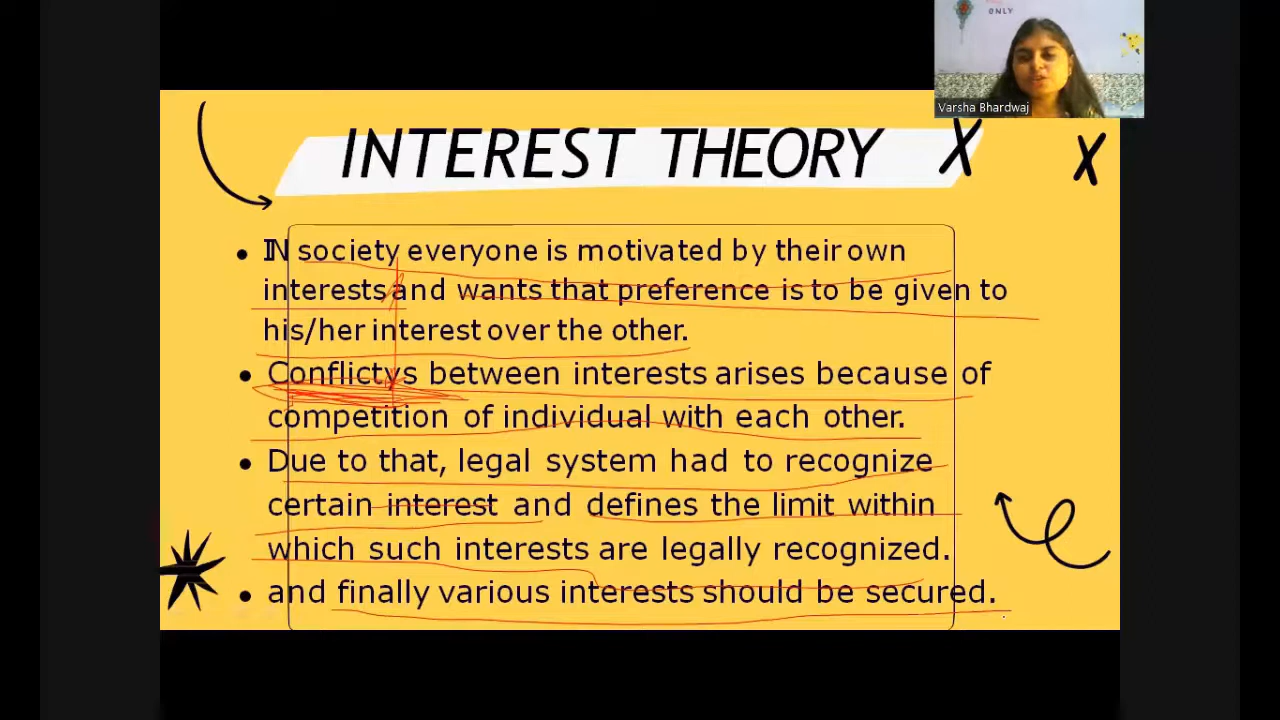 ONLY
Varsha Bhardwaj
INTEREST THEORY X X
• IN society everyone is motivated by their own
interests and wants that preference is to be given to
his/her interest over the other.
• Conflictys between interests arises because of
competition of individual with each other.
• Due to that, legal system had to recognize
certain interest and defines the limit within
which such interests are legally recognized.
• and finally various interests should be secured.